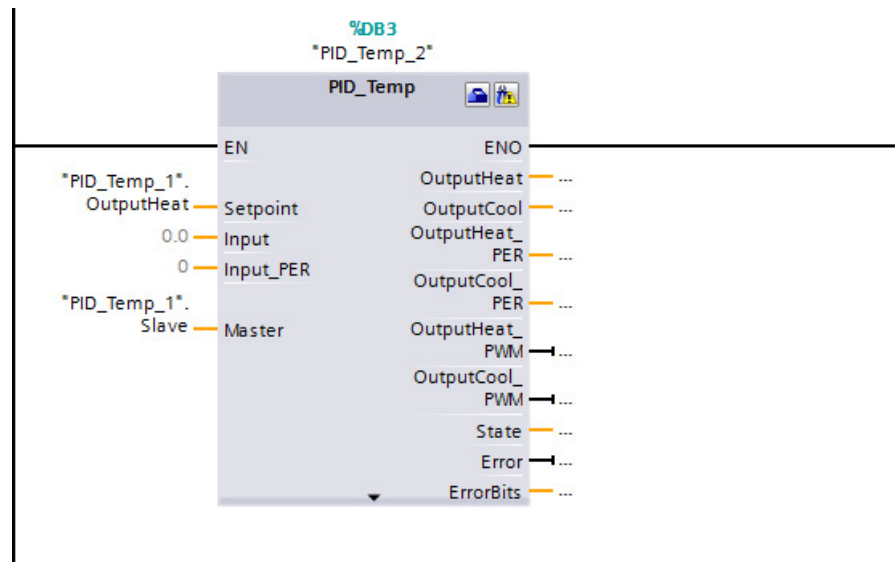 %DB3
"PID_Temp_2"
PID_Temp
EN
ENO
"PID_Temp_1".
OutputHeat
Setpoint
0.0
Input
0
Input_PER
"PID_Temp_1".
Slave
Master
OutputHeat
...
OutputCool
...
OutputHeat_
PER
...
OutputCool_
PER
...
OutputHeat_
PWM
...
OutputCool_
PWM
...
State
...
Error
...
ErrorBits
...